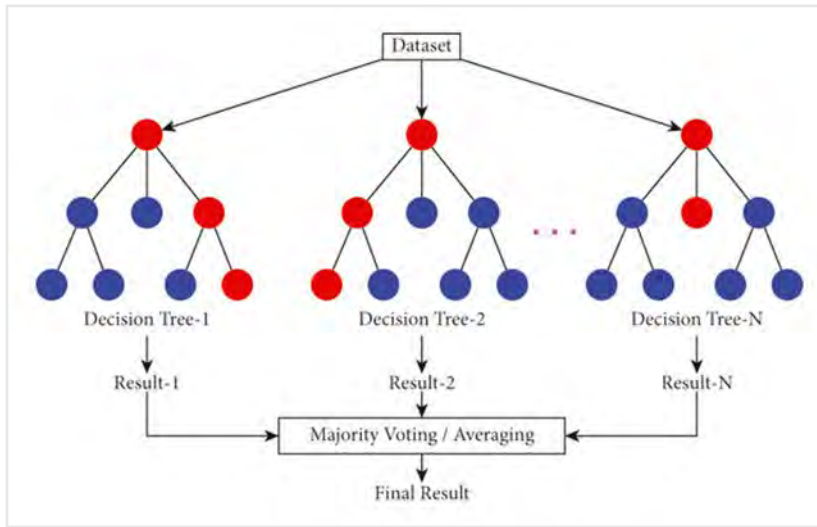 Dataset
Decision Tree-1
Decision Tree-2
Decision Tree-N
Result-1
Result-2
Result-N
Majority Voting / Averaging
Final Result